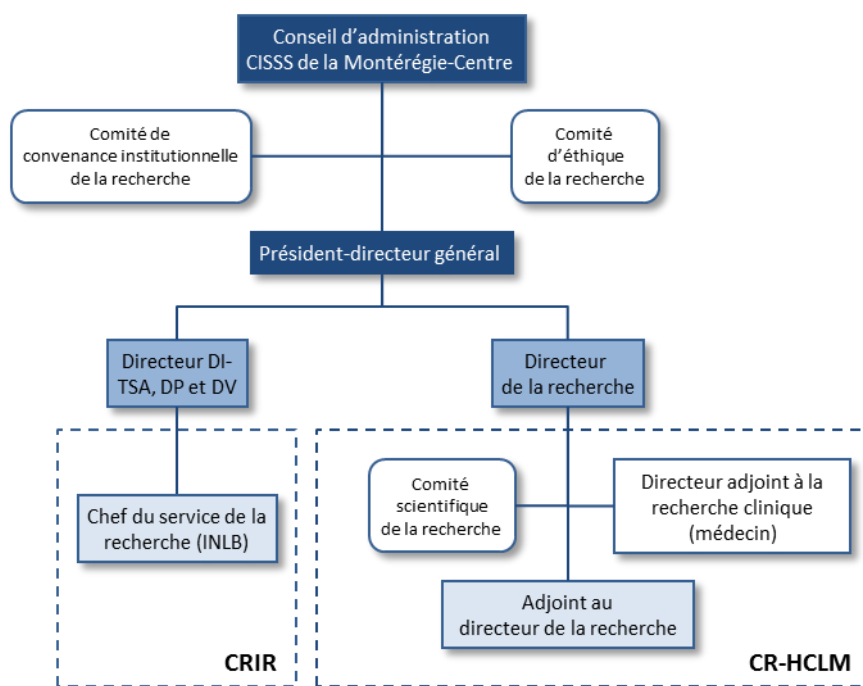 Conseil d'administration
CISSS de la Montérégie-Centre
Comité de
convenance institutionnelle
de la recherche
Comité
d'éthique
de la recherche
Président-directeur général
Directeur DI-
TSA, DP et DV
Directeur
de la recherche
Chef du service de la
recherche (INLB)
CRIR
Comité
scientifique
de la recherche
Directeur adjoint à la
recherche clinique
(médecin)
Adjoint au
directeur de la recherche
CR-HCLM